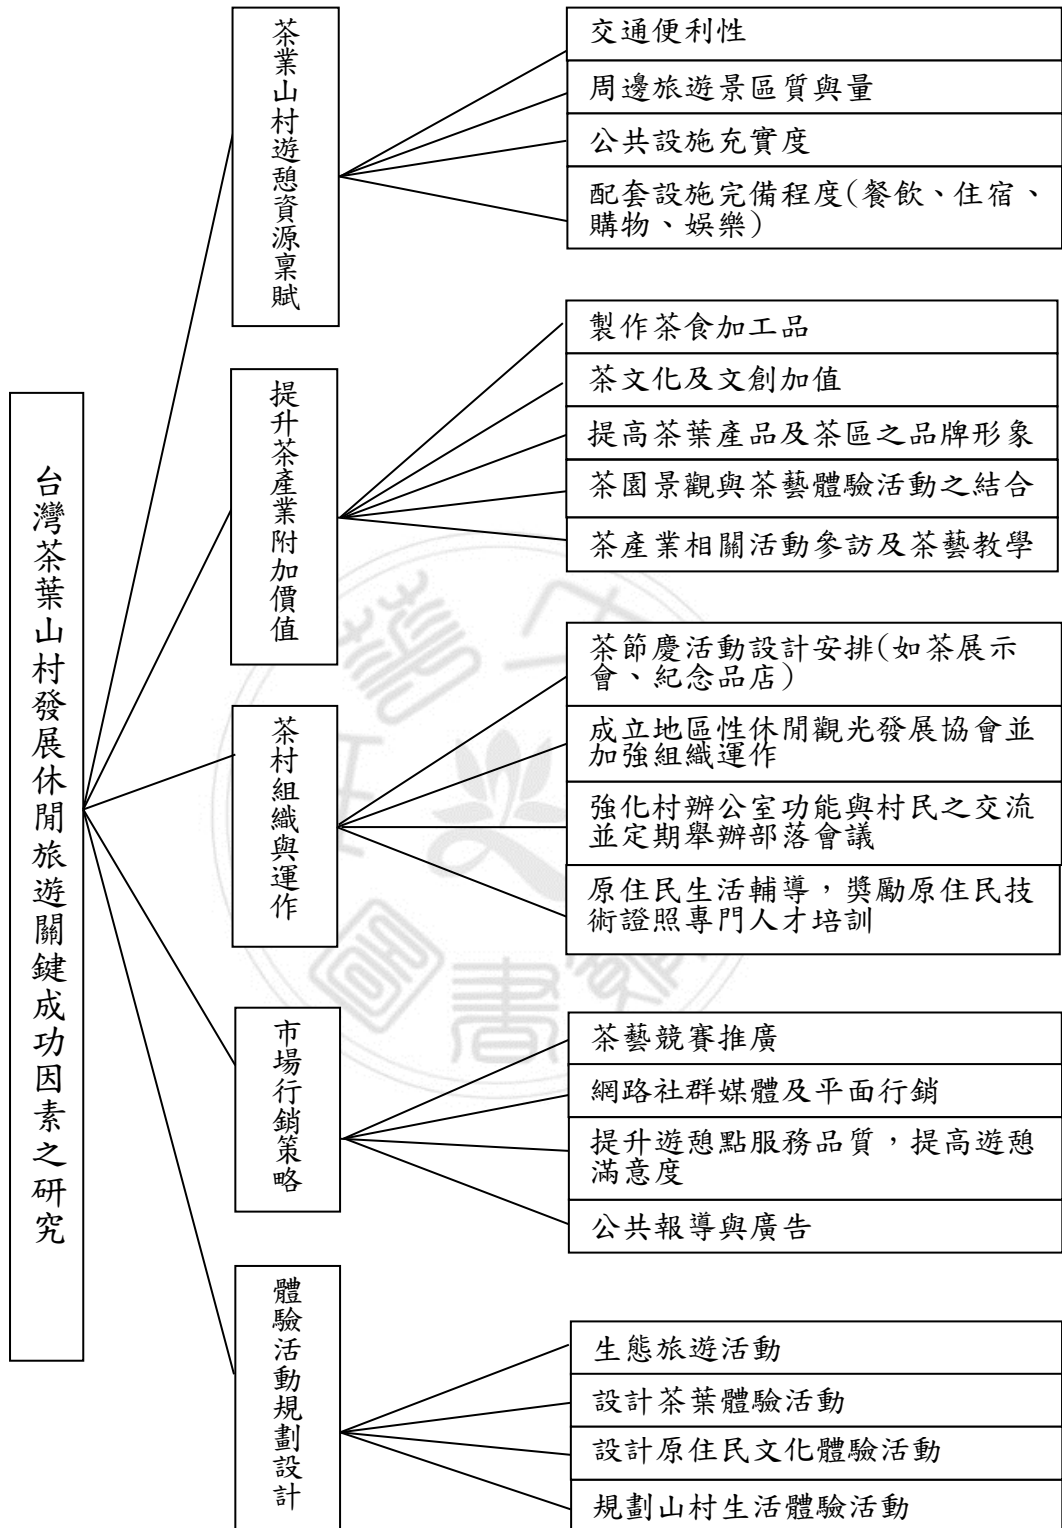 台灣茶葉山村發展休閒旅遊關鍵成功因素之研究
茶業山村遊憩資源稟賦
交通便利性
周邊旅遊景區質與量
公共設施充實度
配套設施完備程度(餐飲、住宿、
購物、娛樂)
提升茶產業附加價值
製作茶食加工品
茶文化及文創加值
提高茶葉產品及茶區之品牌形象
茶園景觀與茶藝體驗活動之結合
茶產業相關活動參訪及茶藝教學
茶村組織與運作
茶節慶活動設計安排(如茶展示
會、紀念品店)
成立地區性休閒觀光發展協會並
加強組織運作
強化村辦公室功能與村民之交流
並定期舉辦部落會議
原住民生活輔導，獎勵原住民技
術證照專門人才培訓
市場行銷策略
茶藝競賽推廣
網路社群媒體及平面行銷
提升遊憩點服務品質，提高遊憩
滿意度
公共報導與廣告
體驗活動規劃設計
生態旅遊活動
設計茶葉體驗活動
設計原住民文化體驗活動
規劃山村生活體驗活動